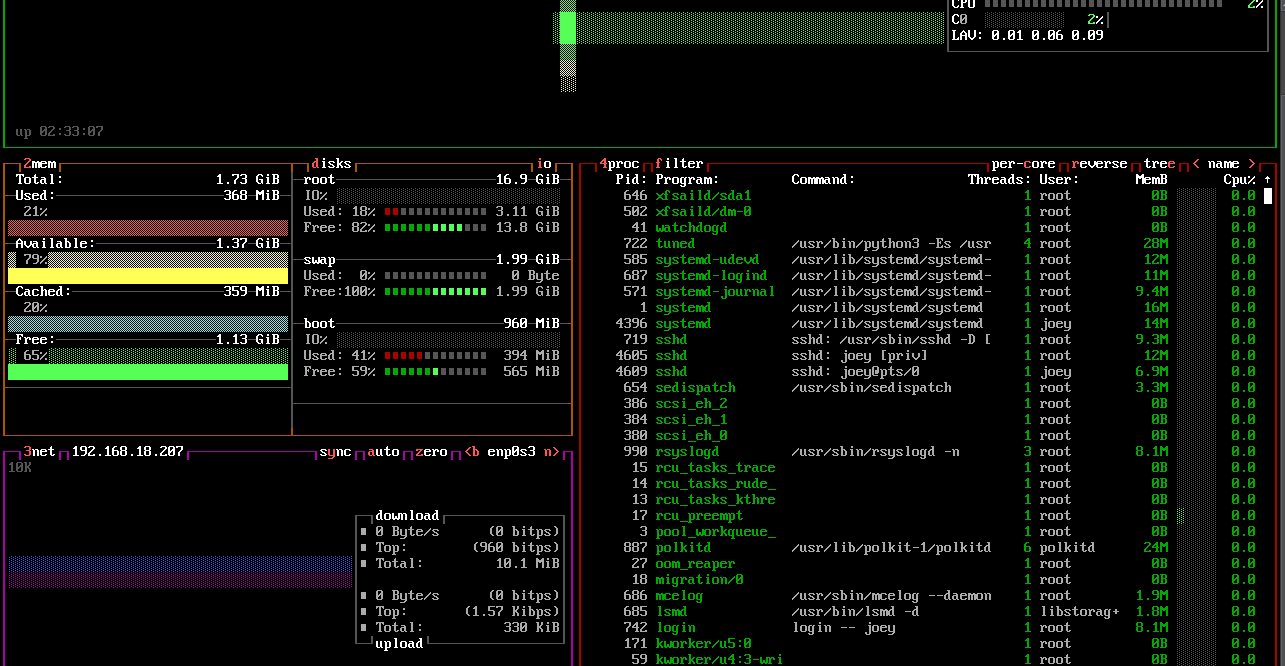 CPU 2%
C0 2%
LAV: 0.01 0.06 0.09
up 02:33:07
2mem
Total: 1.73 GiB
Used: 368 MiB
21%
Available: 1.37 GiB
79%
Cached: 359 MiB
20%
Free: 1.13 GiB
65%
disks io
root 16.9 GiB
IO%
Used: 18% 3.11 GiB
Free: 82% 13.8 GiB
swap 1.99 GiB
Used: 0% 0 Byte
Free:100% 1.99 GiB
boot 960 MiB
IO%
Used: 41% 394 MiB
Free: 59% 565 MiB
3net 192.168.18.207 sync auto zero <b enp0s3 n>
10K
download
0 Byte/s (0 bitps)
Top: (960 bitps)
Total: 10.1 MiB
0 Byte/s (0 bitps)
Top: (1.57 Kibps)
Total: 330 KiB
upload
4proc filter per-core reverse tree < name >
Pid: Program: Command: Threads: User: MemB Cpu% ↑
646 xfsaild/sda1 1 root 0B 0.0
502 xfsaild/dm-0 1 root 0B 0.0
41 watchdogd 1 root 0B 0.0
722 tuned /usr/bin/python3 -Es /usr 4 root 28M 0.0
585 systemd-udevd /usr/lib/systemd/systemd- 1 root 12M 0.0
687 systemd-logind /usr/lib/systemd/systemd- 1 root 11M 0.0
571 systemd-journal /usr/lib/systemd/systemd- 1 root 9.4M 0.0
1 systemd /usr/lib/systemd/systemd 1 root 16M 0.0
4396 systemd /usr/lib/systemd/systemd 1 joey 14M 0.0
719 sshd sshd: /usr/sbin/sshd -D [ 1 root 9.3M 0.0
4605 sshd sshd: joey [priv] 1 root 12M 0.0
4609 sshd sshd: joey@pts/0 1 joey 6.9M 0.0
654 sedispatch /usr/sbin/sedispatch 1 root 3.3M 0.0
386 scsi_eh_2 1 root 0B 0.0
384 scsi_eh_1 1 root 0B 0.0
380 scsi_eh_0 1 root 0B 0.0
990 rsyslogd /usr/sbin/rsyslogd -n 3 root 8.1M 0.0
15 rcu_tasks_trace 1 root 0B 0.0
14 rcu_tasks_rude_ 1 root 0B 0.0
13 rcu_tasks_kthre 1 root 0B 0.0
17 rcu_preempt 1 root 0B 0.0
3 pool_workqueue_ 1 root 0B 0.0
887 polkitd /usr/lib/polkit-1/polkitd 6 polkitd 24M 0.0
27 oom_reaper 1 root 0B 0.0
18 migration/0 1 root 0B 0.0
686 mcelog /usr/sbin/mcelog --daemon 1 root 1.9M 0.0
685 lsmd /usr/bin/lsmd -d 1 libstorag+ 1.8M 0.0
742 login login -- joey 1 root 8.1M 0.0
171 kworker/u5:0 1 root 0B 0.0
59 kworker/u4:3-wri 1 root 0B 0.0